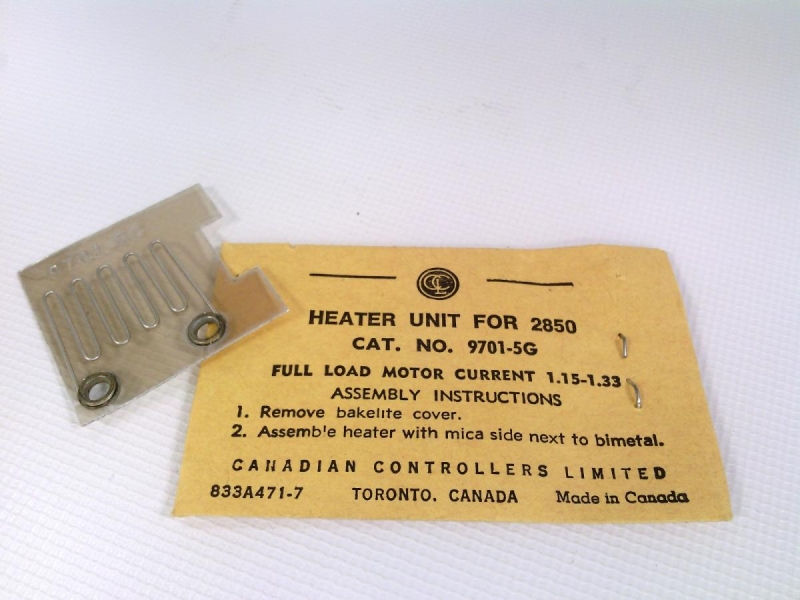 CCL
HEATER UNIT FOR 2850
CAT. NO. 9701-5G
FULL LOAD MOTOR CURRENT 1.15-1.33
ASSEMBLY INSTRUCTIONS
1. Remove bakelite cover.
2. Assemb'e heater with mica side next to bimetal.
CANADIAN CONTROLLERS LIMITED
833A471-7 TORONTO. CANADA Made in Canada